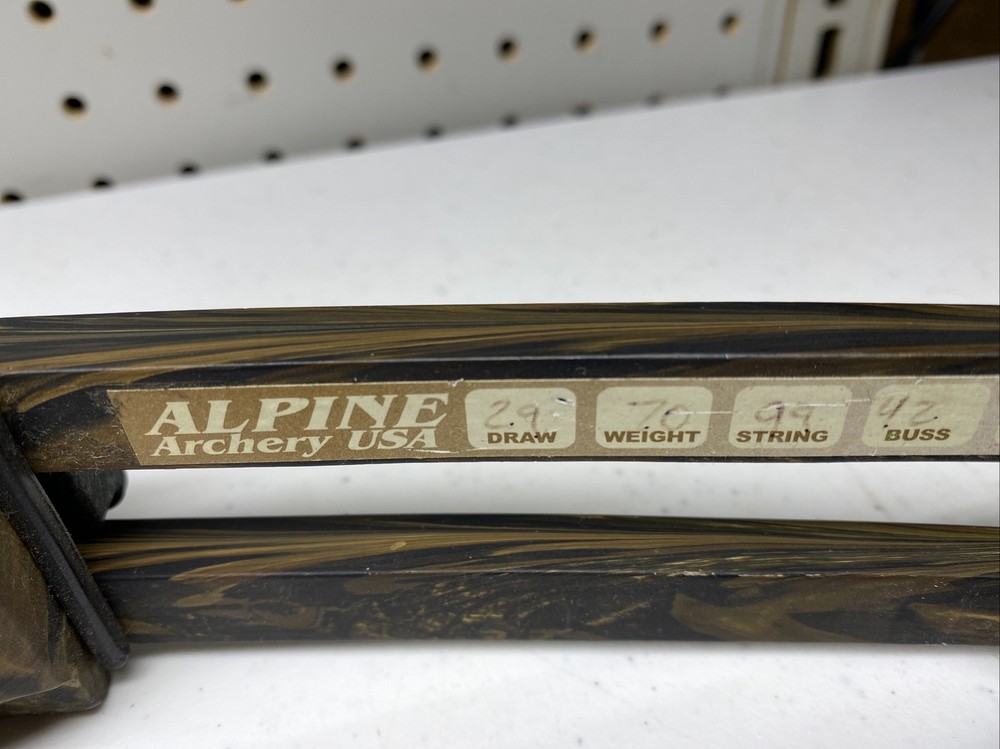 ALPINE
Archery USA
29
DRAW
70
WEIGHT
99
STRING
42
BUSS